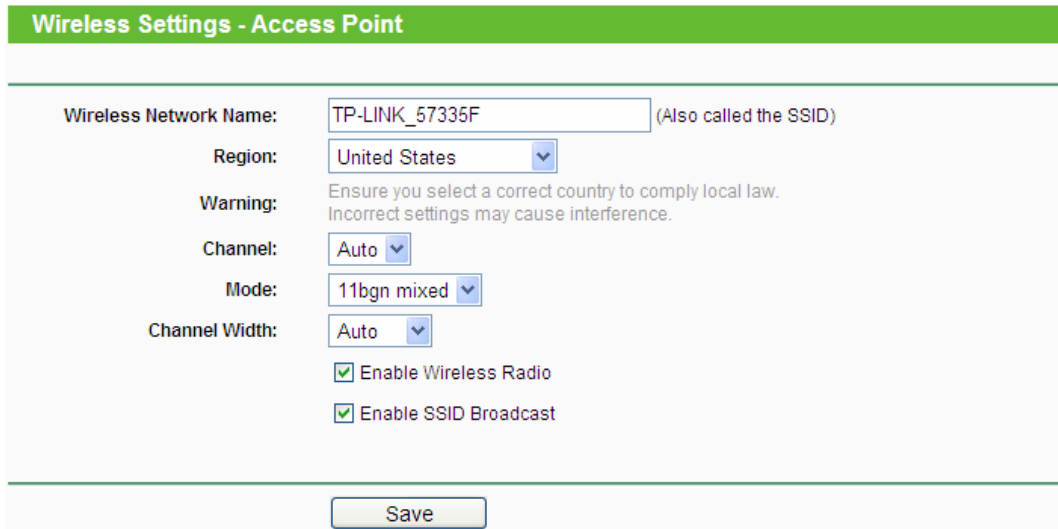 Wireless Settings - Access Point
Wireless Network Name: TP-LINK_57335F (Also called the SSID)
Region: United States
Warning: Ensure you select a correct country to comply local law.
Incorrect settings may cause interference.
Channel: Auto
Mode: 11bgn mixed
Channel Width: Auto
Enable Wireless Radio
Enable SSID Broadcast
Save